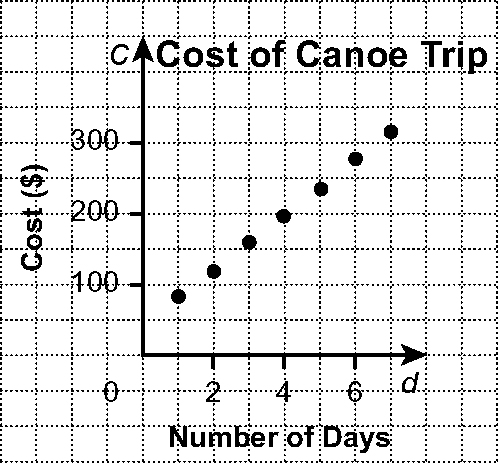 C Cost of Canoe Trip
300
200
100
Cost ($)
0 2 4 6 d
Number of Days